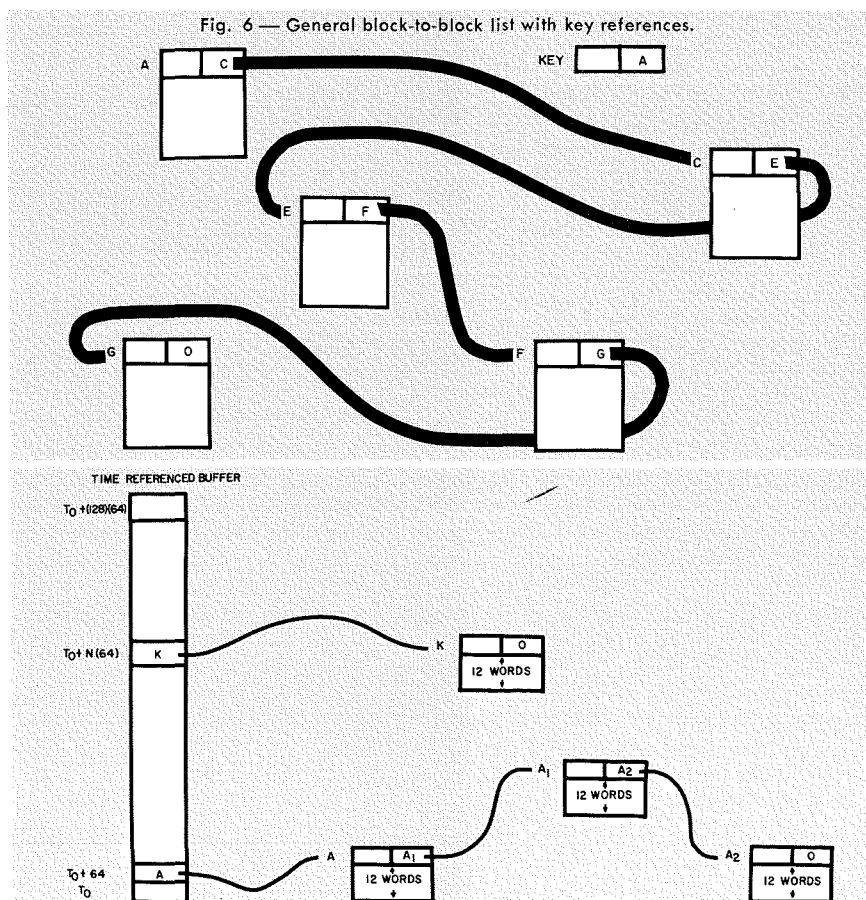 Fig. 6 — General block-to-block list with key references.
A C
KEY A
C E
E F
G O
F G
TIME REFERENCED BUFFER
T0+(128)(64)
T0+ N(64) K
K O
12 WORDS
A1 A2
12 WORDS
T0+ 64 A
T0
A A1
12 WORDS
A2 O
12 WORDS